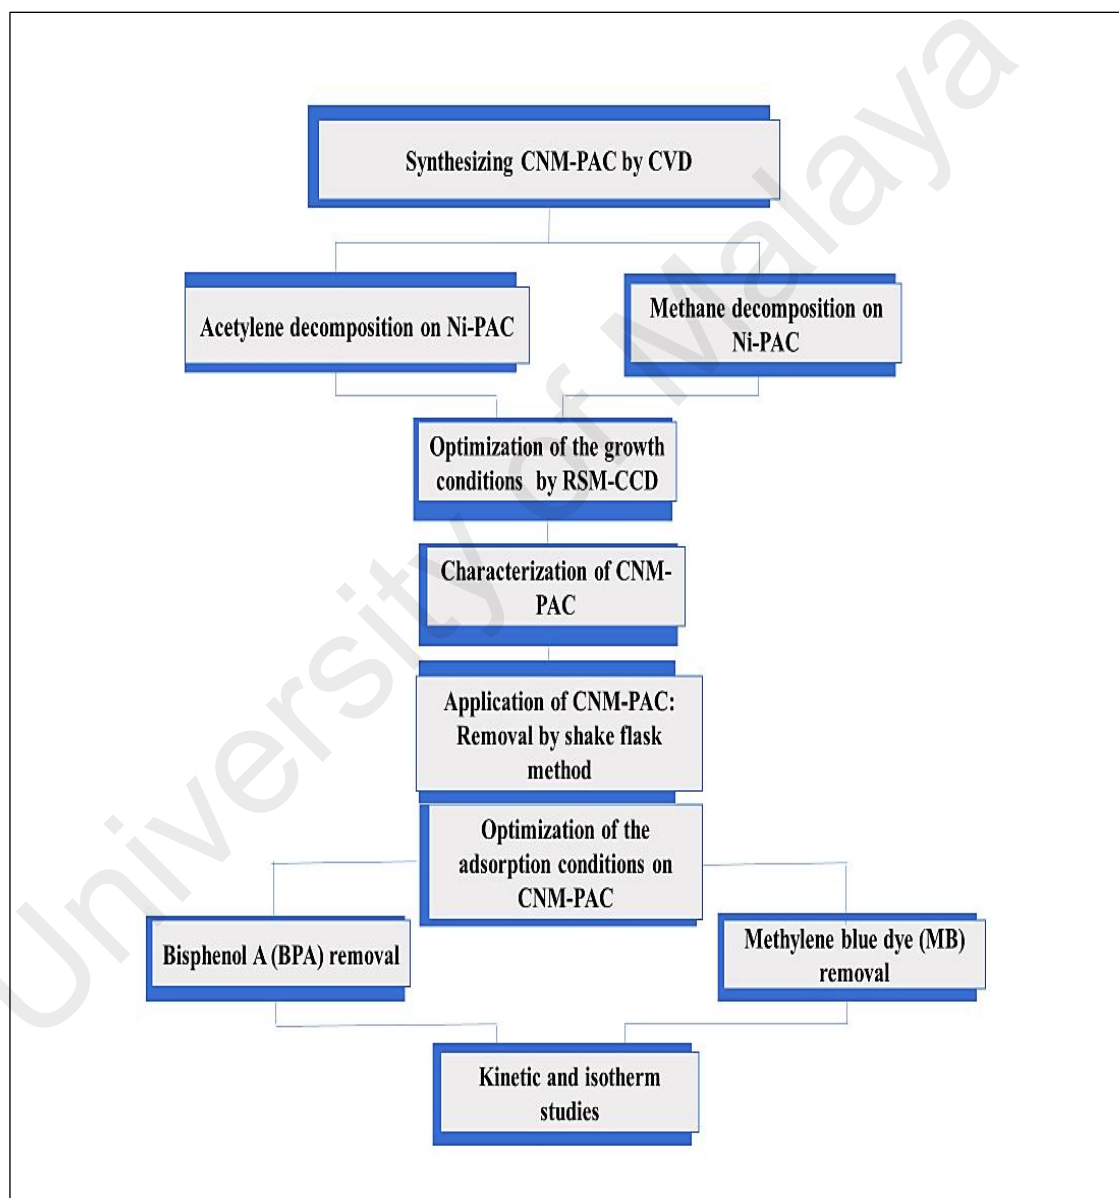 Synthesizing CNM-PAC by CVD
Acetylene decomposition on Ni-PAC
Methane decomposition on
Ni-PAC
Optimization of the growth
conditions by RSM-CCD
Characterization of CNM-
PAC
Application of CNM-PAC:
Removal by shake flask
method
Optimization of the
adsorption conditions on
CNM-PAC
Bisphenol A (BPA) removal
Methylene blue dye (MB)
removal
Kinetic and isotherm
studies
University of Malaya